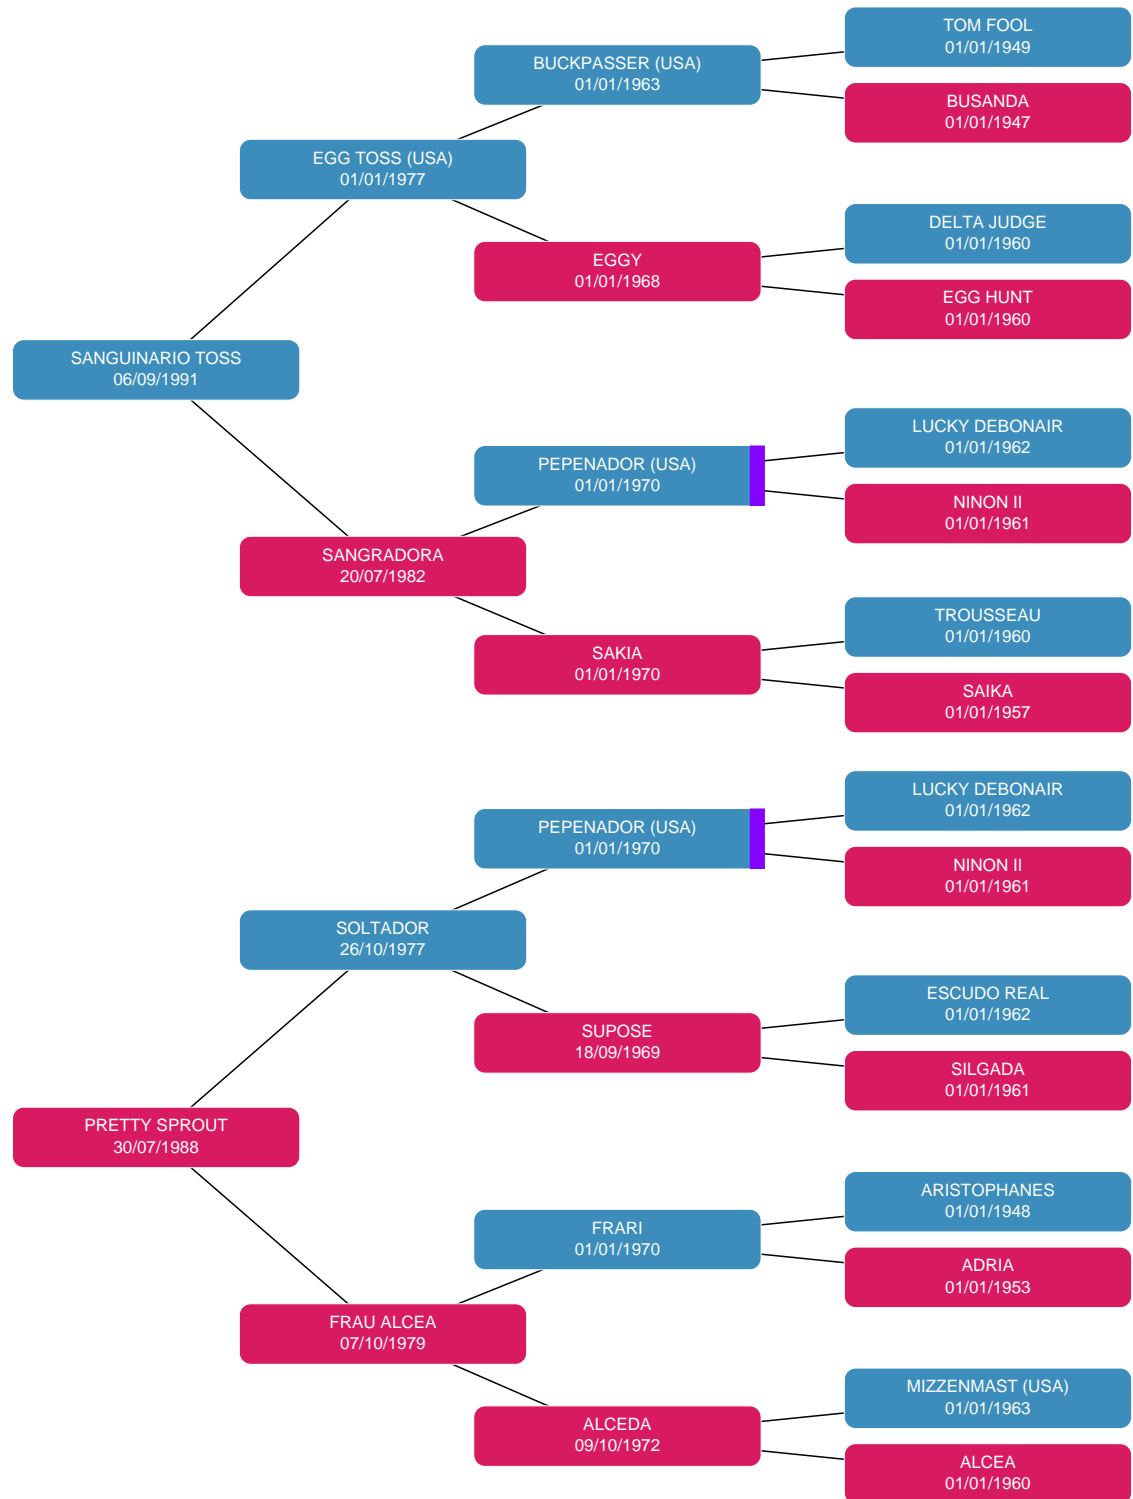 TOM FOOL
01/01/1949
BUCKPASSER (USA)
01/01/1963
BUSANDA
01/01/1947
EGG TOSS (USA)
01/01/1977
DELTA JUDGE
01/01/1960
EGGY
01/01/1968
EGG HUNT
01/01/1960
SANGUINARIO TOSS
06/09/1991
LUCKY DEBONAIR
01/01/1962
PEPENADOR (USA)
01/01/1970
NINON II
01/01/1961
SANGRADORA
20/07/1982
TROUSSEAU
01/01/1960
SAKIA
01/01/1970
SAIKA
01/01/1957
LUCKY DEBONAIR
01/01/1962
PEPENADOR (USA)
01/01/1970
NINON II
01/01/1961
SOLTADOR
26/10/1977
ESCUDO REAL
01/01/1962
SUPOSE
18/09/1969
SILGADA
01/01/1961
PRETTY SPROUT
30/07/1988
ARISTOPHANES
01/01/1948
FRARI
01/01/1970
ADRIA
01/01/1953
FRAU ALCEA
07/10/1979
MIZZENMAST (USA)
01/01/1963
ALCEDA
09/10/1972
ALCEA
01/01/1960